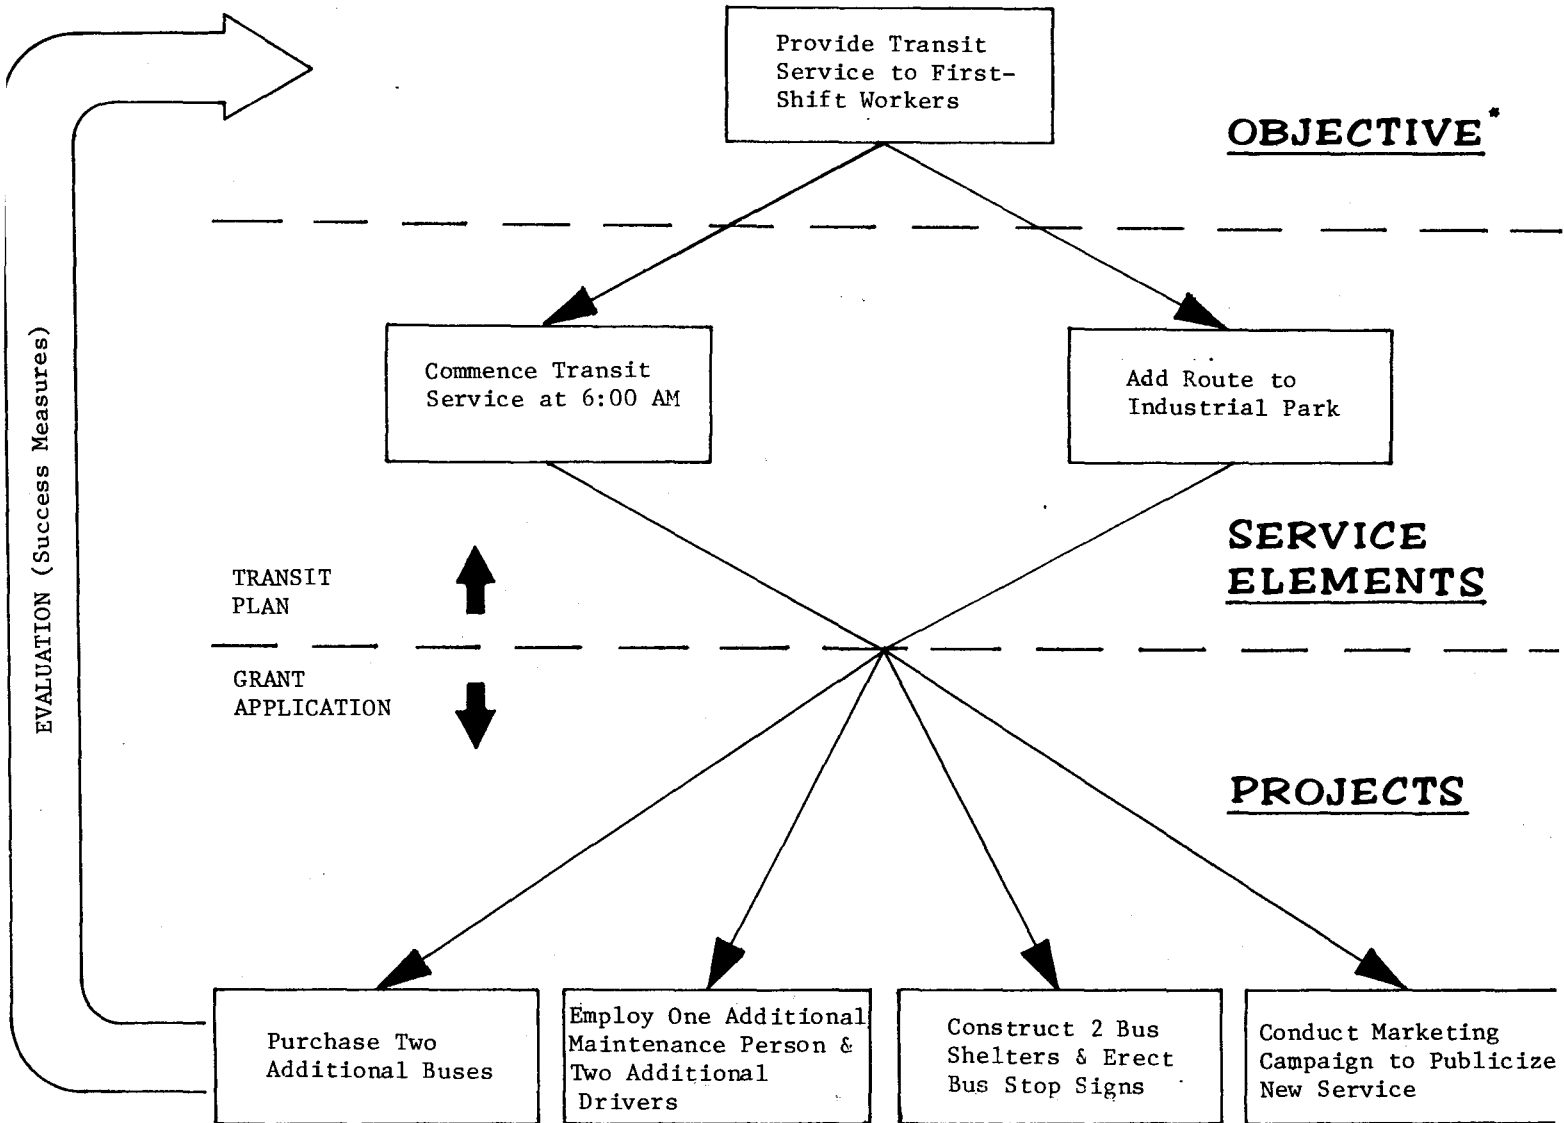 Provide Transit
Service to First-
Shift Workers
OBJECTIVE*
Commence Transit
Service at 6:00 AM
Add Route to
Industrial Park
EVALUATION (Success Measures)
SERVICE
ELEMENTS
TRANSIT
PLAN
GRANT
APPLICATION
PROJECTS
Purchase Two
Additional Buses
Employ One Additional
Maintenance Person &
Two Additional
Drivers
Construct 2 Bus
Shelters & Erect
Bus Stop Signs
Conduct Marketing
Campaign to Publicize
New Service